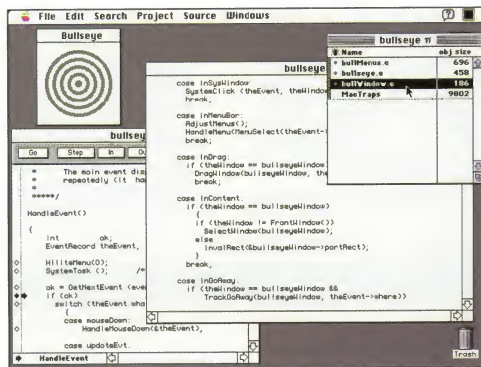 File Edit Search Project Source Windows
Bullseye
bullseye π
Name obj size
bullMenus.c 696
bullseye.c 458
bullWindow.c 186
MacTraps 9802
bullseye
case inSysWindow
SystemClick (theEvent, theWindow
break;
case inMenuBar:
AdjustMenus();
HandleMenu(MenuSelect(theEvent->
break;
case inDrag:
if (theWindow == bullseyeWindow
DragWindow(bullseyeWindow, the
break;
case inContent:
if (theWindow == bullseyeWindow
{
if (theWindow != FrontWindow())
SelectWindow(bullseyeWindow);
else
InvalRect(&bullseyeWindow->portRect);
}
break,
case inGoAway.
if (theWindow == bullseyeWindow &&
TrackGoAway(bullseyeWindow, theEvent->where))
bullsey
Go Step In Ou
* The main event dis
* repeatedly (it ha
*
*****/
HandleEvent()
{
int ok;
EventRecord theEvent,
HiliteMenu(0);
SystemTask (); /*
ok = GetNextEvent (eve
if (ok)
switch (theEvent.wha
{
case mouseDown:
HandleMouseDown(&theEvent),
case updateEvt.
HandleEvent
Trash